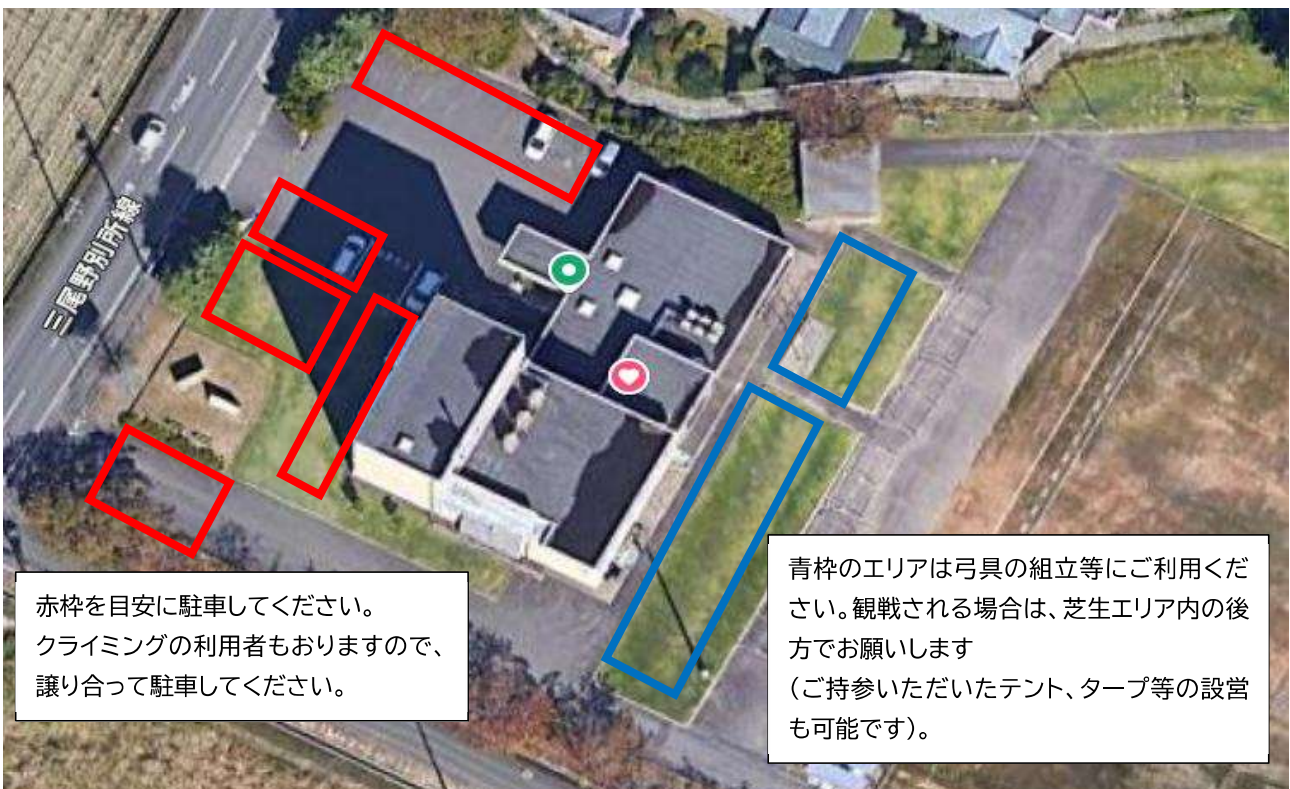 三尾野別所線
赤枠を目安に駐車してください。
クライミングの利用者もおりますので、
譲り合って駐車してください。
青枠のエリアは弓具の組立等にご利用くだ
さい。観戦される場合は、芝生エリア内の後
方でお願いします
（ご持参いただいたテント、タープ等の設営
も可能です）。